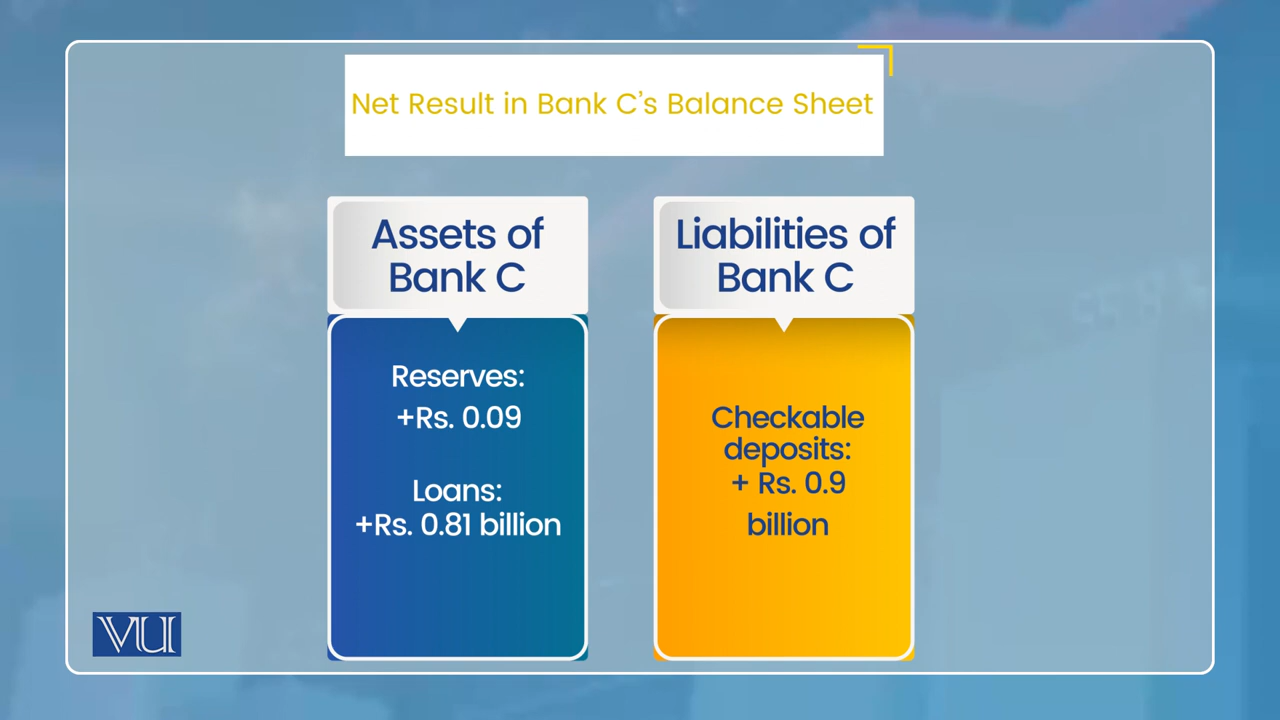 Net Result in Bank C's Balance Sheet
Assets of
Bank C
Reserves:
+Rs. 0.09
Loans:
+Rs. 0.81 billion
Liabilities of
Bank C
Checkable
deposits:
+ Rs. 0.9
billion
VU